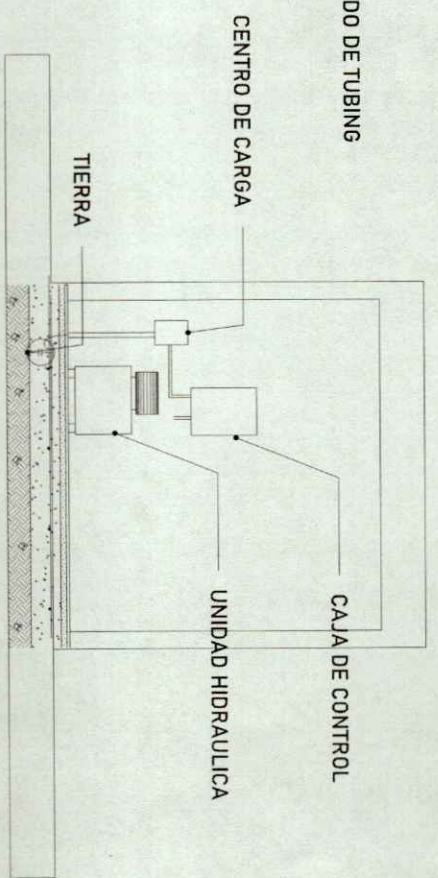 DO DE TUBING
CENTRO DE CARGA
TIERRA
CAJA DE CONTROL
UNIDAD HIDRAULICA